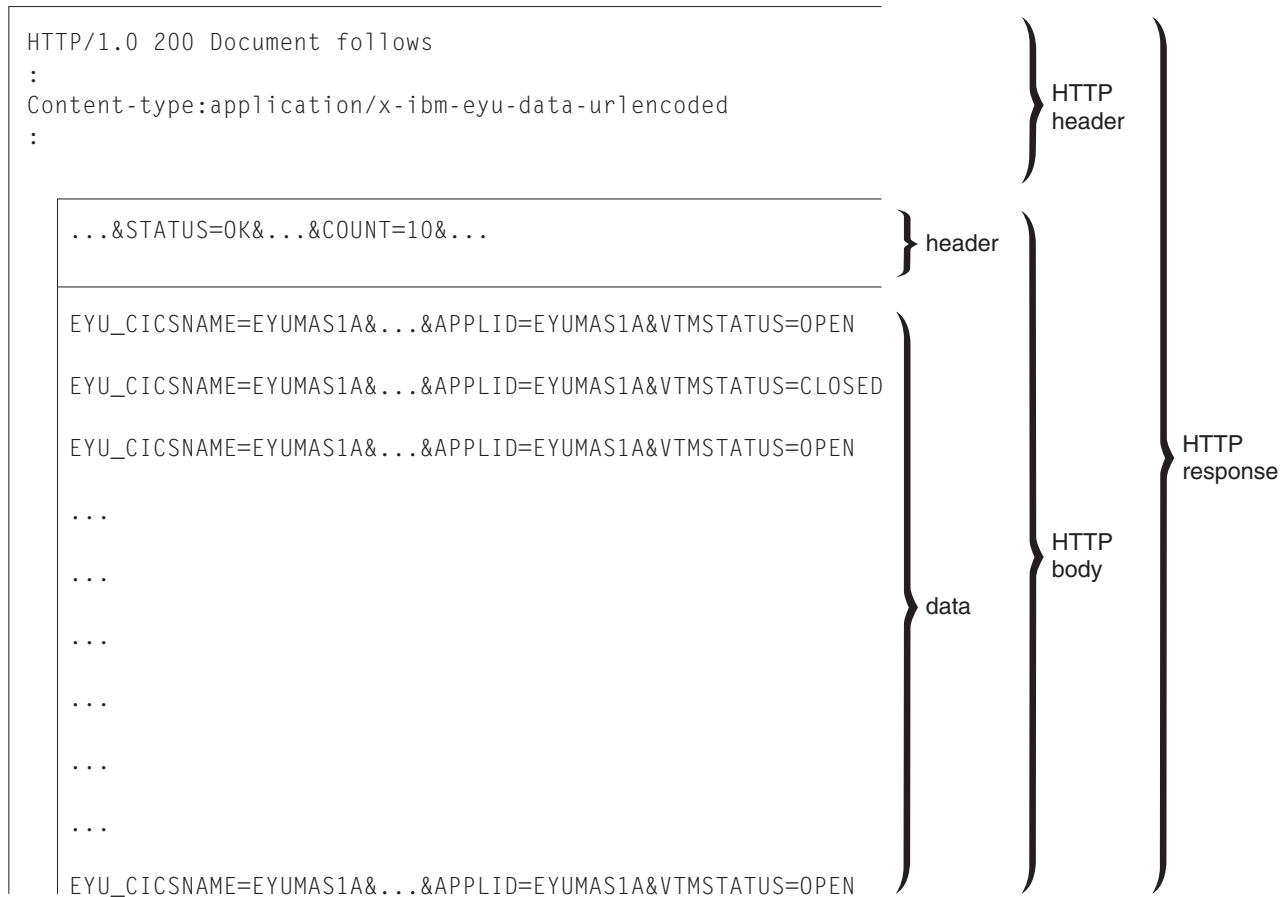 HTTP/1.0 200 Document follows
:
Content-type:application/x-ibm-eyu-data-urlencoded
:
HTTP
header
...&STATUS=OK&...&COUNT=10&...
header
EYU_CICSNAME=EYUMAS1A&...&APPLID=EYUMAS1A&VTMSTATUS=OPEN
EYU_CICSNAME=EYUMAS1A&...&APPLID=EYUMAS1A&VTMSTATUS=CLOSED
EYU_CICSNAME=EYUMAS1A&...&APPLID=EYUMAS1A&VTMSTATUS=OPEN
...
...
...
...
...
...
EYU_CICSNAME=EYUMAS1A&...&APPLID=EYUMAS1A&VTMSTATUS=OPEN
data
HTTP
body
HTTP
response